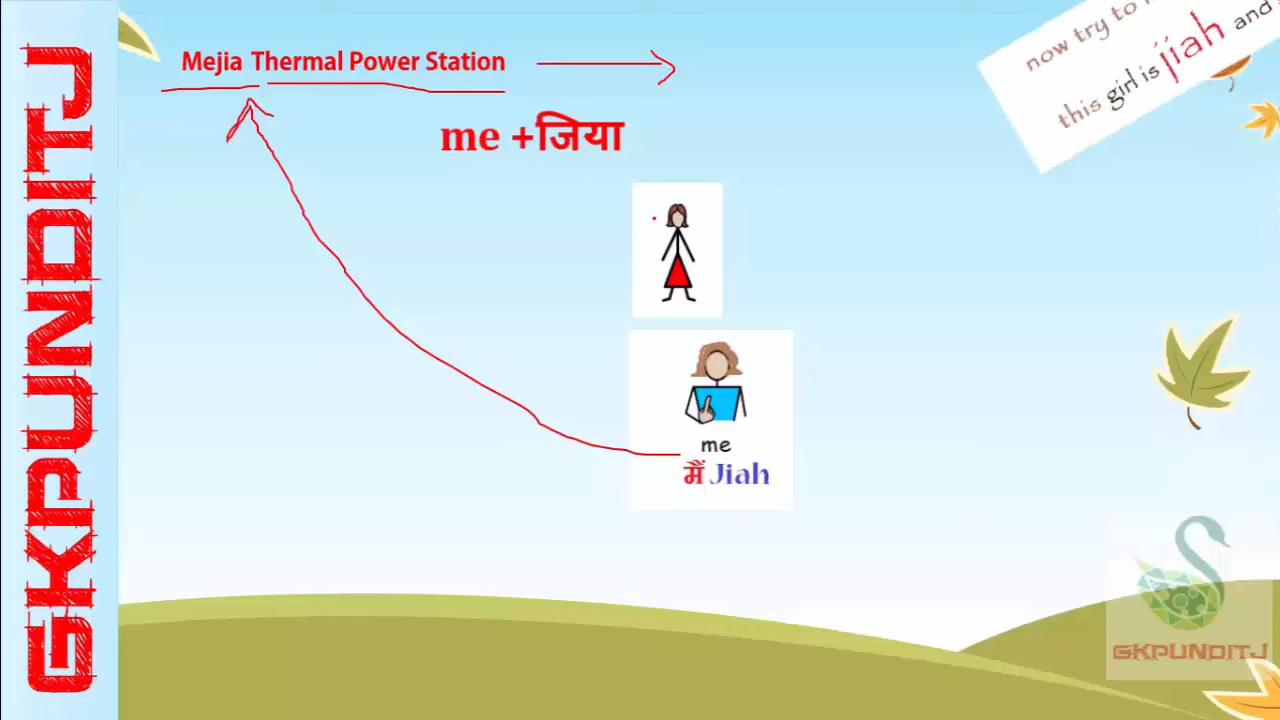 GKPUNDITJ
Mejia Thermal Power Station
me +जिया
now try to
this girl is jiah and
me
मैं Jiah
GKPUNDITJ